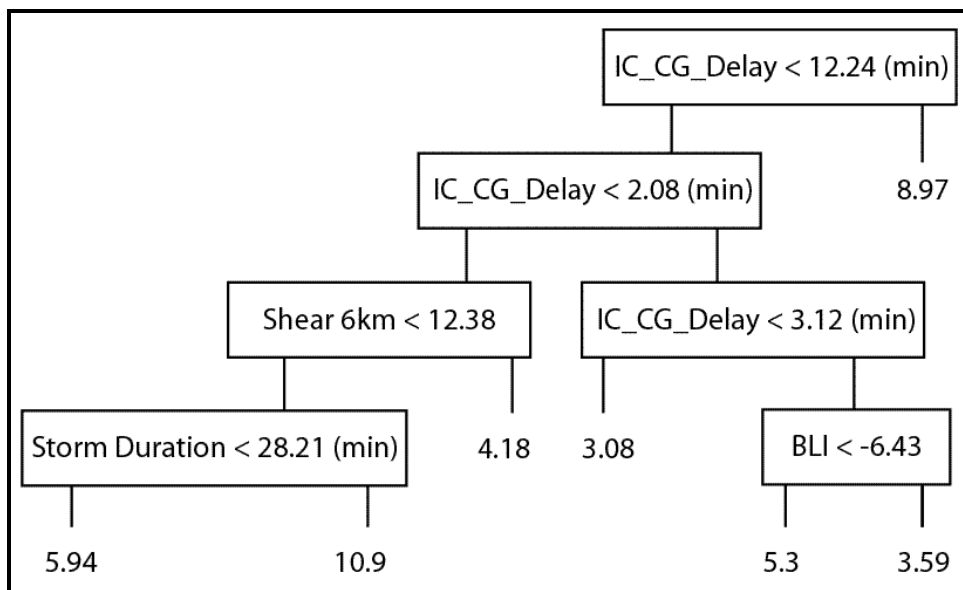 IC_CG_Delay < 12.24 (min)
IC_CG_Delay < 2.08 (min)
8.97
Shear 6km < 12.38
IC_CG_Delay < 3.12 (min)
Storm Duration < 28.21 (min)
4.18
3.08
BLI < -6.43
5.94
10.9
5.3
3.59